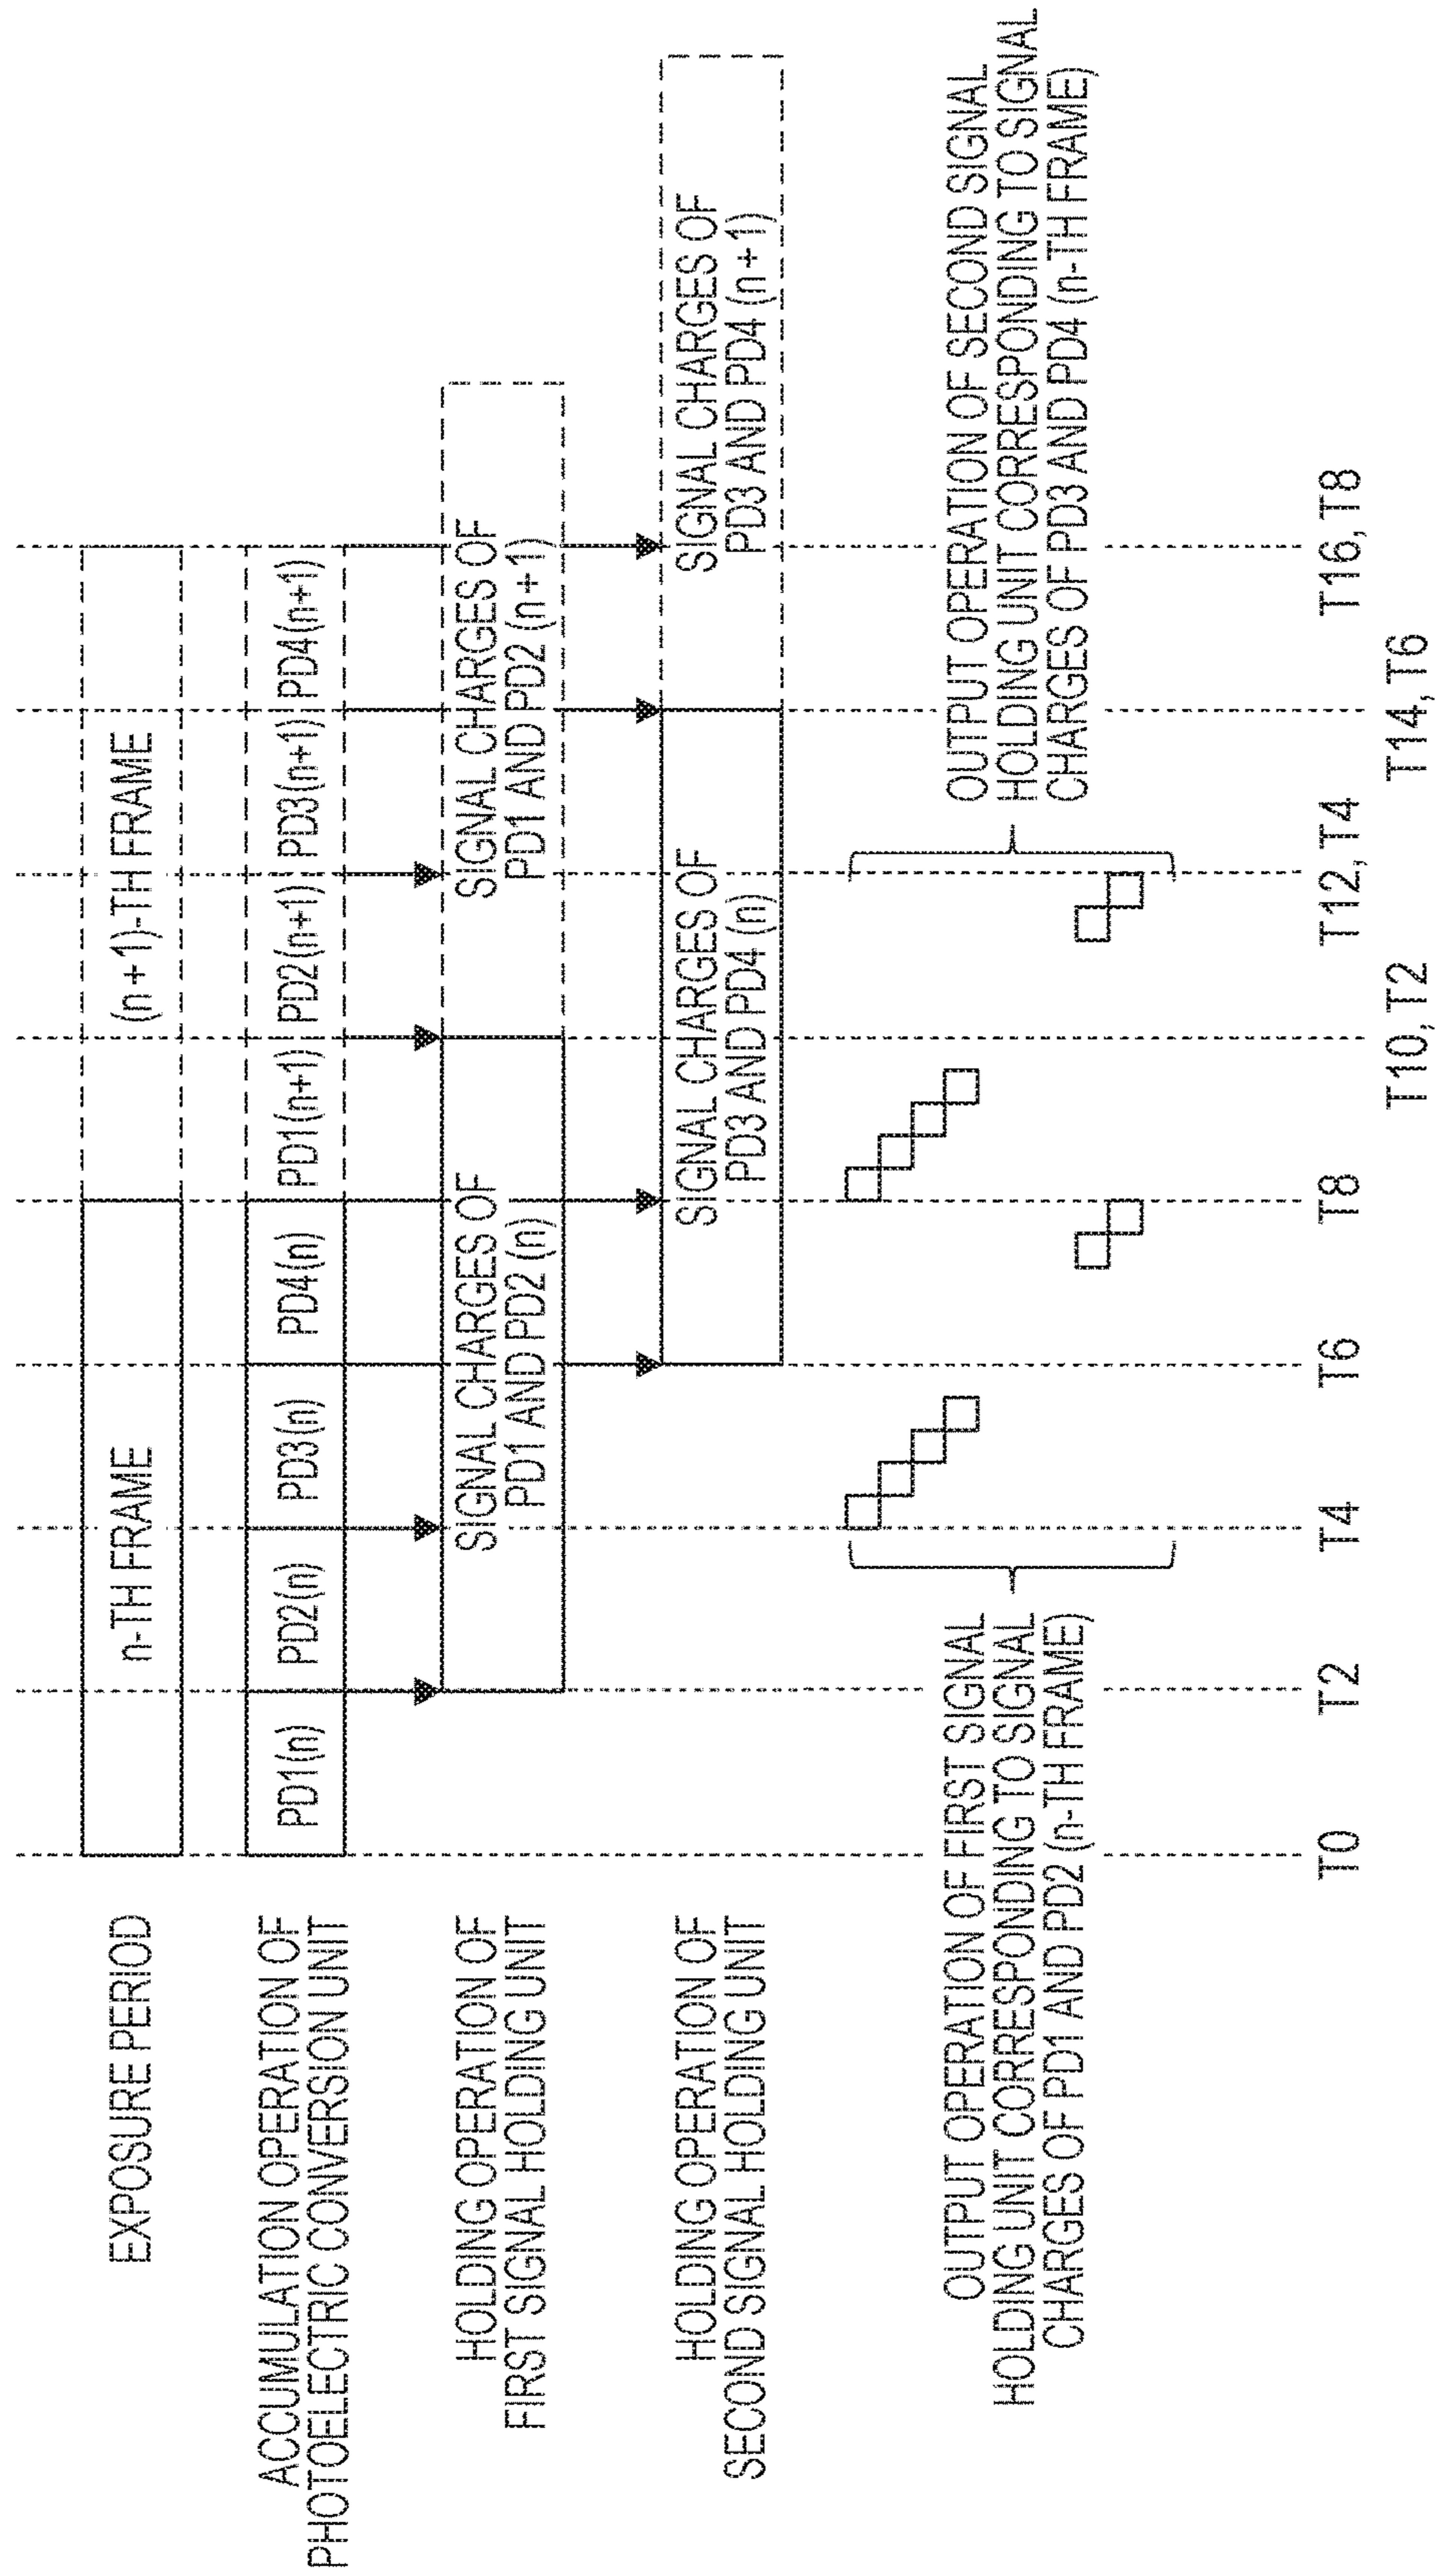 EXPOSURE PERIOD
n-TH FRAME
(n+1)-TH FRAME
ACCUMULATION OPERATION OF
PHOTOELECTRIC CONVERSION UNIT
PD1(n)
PD2(n)
PD3(n)
PD4(n)
PD1(n+1)
PD2(n+1)
PD3(n+1)
PD4(n+1)
HOLDING OPERATION OF
FIRST SIGNAL HOLDING UNIT
SIGNAL CHARGES OF
PD1 AND PD2 (n)
SIGNAL CHARGES OF
PD1 AND PD2 (n+1)
HOLDING OPERATION OF
SECOND SIGNAL HOLDING UNIT
SIGNAL CHARGES OF
PD3 AND PD4 (n)
SIGNAL CHARGES OF
PD3 AND PD4 (n+1)
OUTPUT OPERATION OF FIRST SIGNAL
HOLDING UNIT CORRESPONDING TO SIGNAL
CHARGES OF PD1 AND PD2 (n-TH FRAME)
OUTPUT OPERATION OF SECOND SIGNAL
HOLDING UNIT CORRESPONDING TO SIGNAL
CHARGES OF PD3 AND PD4 (n-TH FRAME)
T0
T2
T4
T6
T8
T10, T2
T12, T4
T14, T6
T16, T8